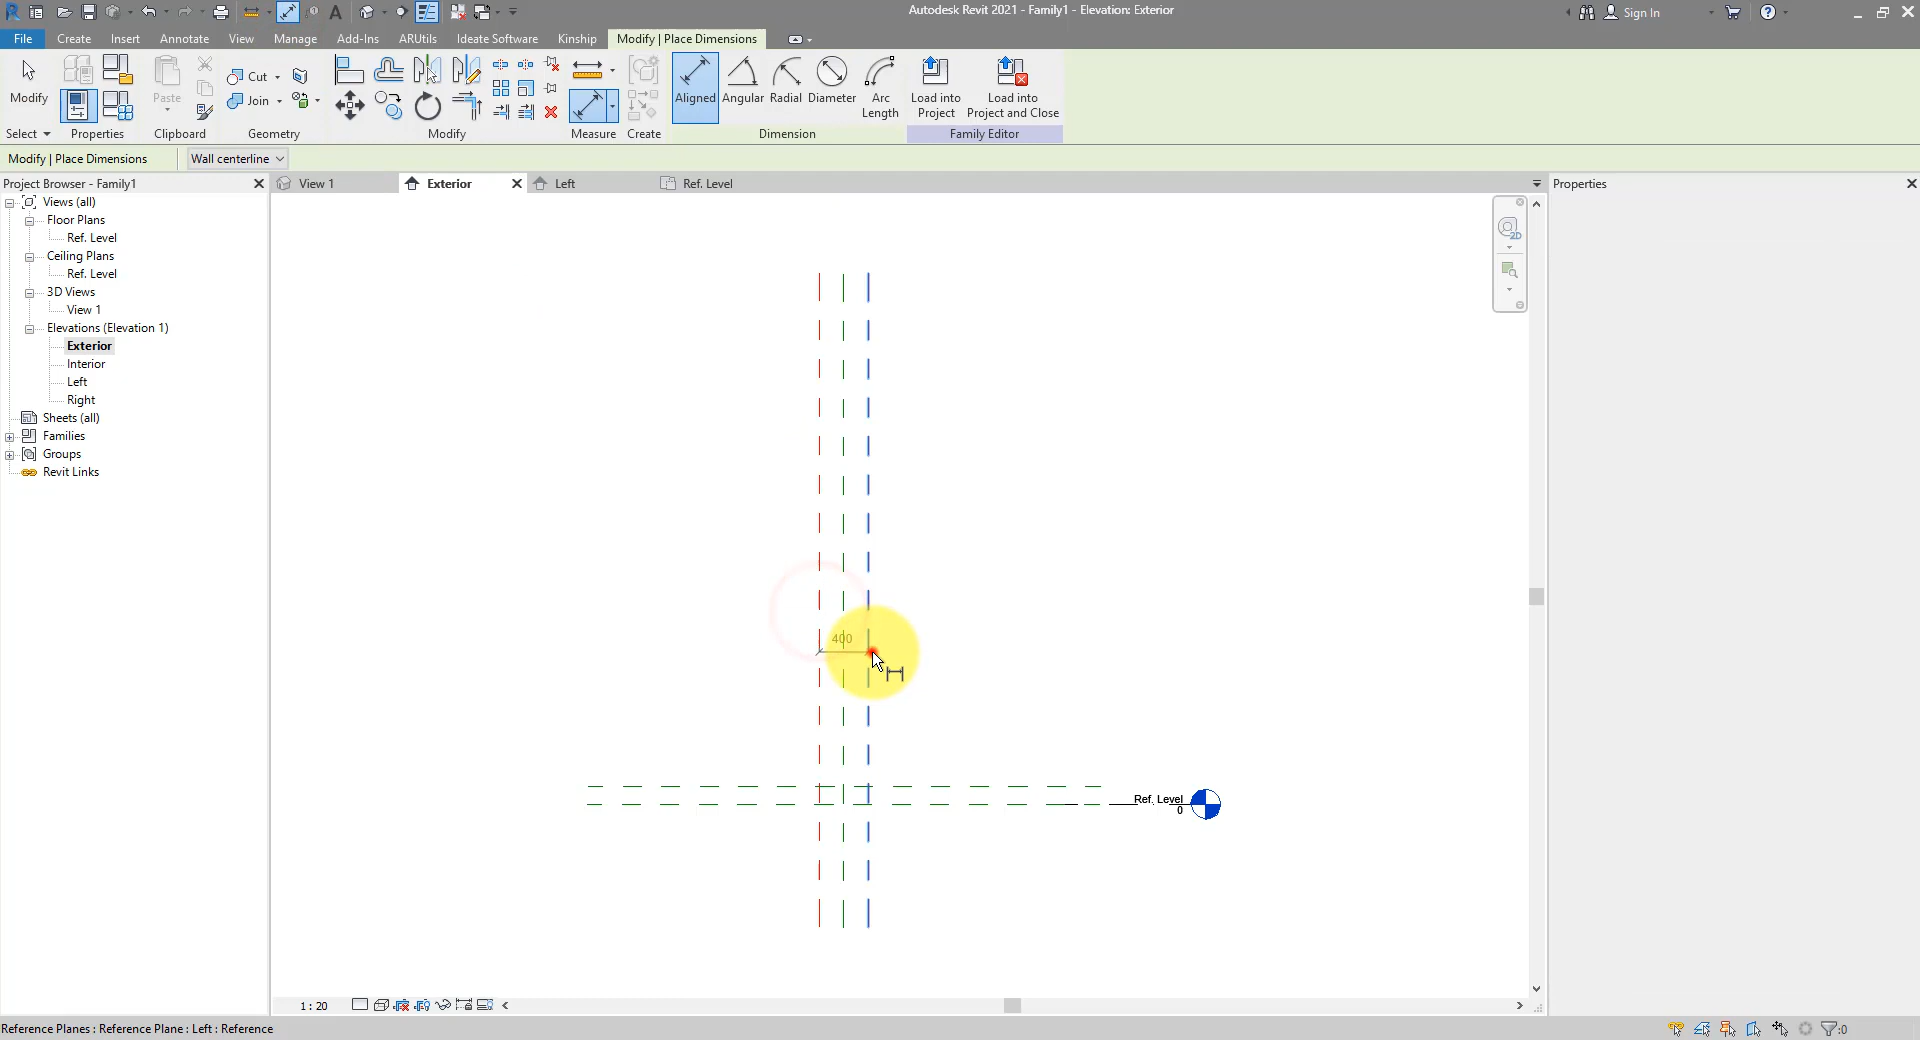 Autodesk Revit 2021 - Family1 - Elevation: Exterior
Sign In
File
Create
Insert
Annotate
View
Manage
Add-Ins
ARUtils
Ideate Software
Kinship
Modify | Place Dimensions
Modify
Paste
Cut
Join
Aligned
Angular
Radial
Diameter
Arc
Length
Load into
Project
Load into
Project and Close
Select
Properties
Clipboard
Geometry
Modify
Measure
Create
Dimension
Family Editor
Modify | Place Dimensions
Wall centerline
Project Browser - Family1
View 1
Exterior
Left
Ref. Level
Properties
Views (all)
Floor Plans
Ref. Level
Ceiling Plans
Ref. Level
3D Views
View 1
Elevations (Elevation 1)
Exterior
Interior
Left
Right
Sheets (all)
Families
Groups
Revit Links
2D
400
Ref. Level
0
1 : 20
Reference Planes : Reference Plane : Left : Reference
:0